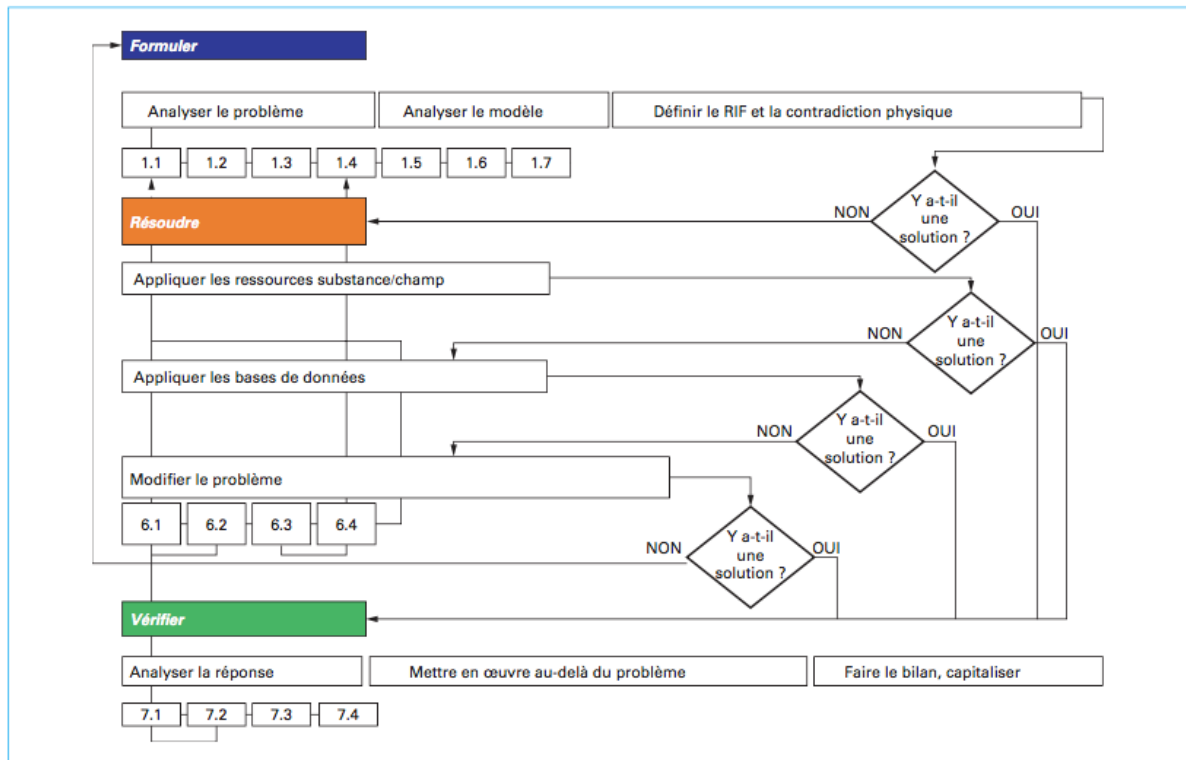 Formuler
Analyser le problème
Analyser le modèle
Définir le RIF et la contradiction physique
1.1
1.2
1.3
1.4
1.5
1.6
1.7
Y a-t-il
une
solution ?
NON
OUI
Résoudre
Appliquer les ressources substance/champ
Y a-t-il
une
solution ?
NON
OUI
Appliquer les bases de données
Y a-t-il
une
solution ?
NON
OUI
Modifier le problème
6.1
6.2
6.3
6.4
Y a-t-il
une
solution ?
NON
OUI
Vérifier
Analyser la réponse
Mettre en œuvre au-delà du problème
Faire le bilan, capitaliser
7.1
7.2
7.3
7.4